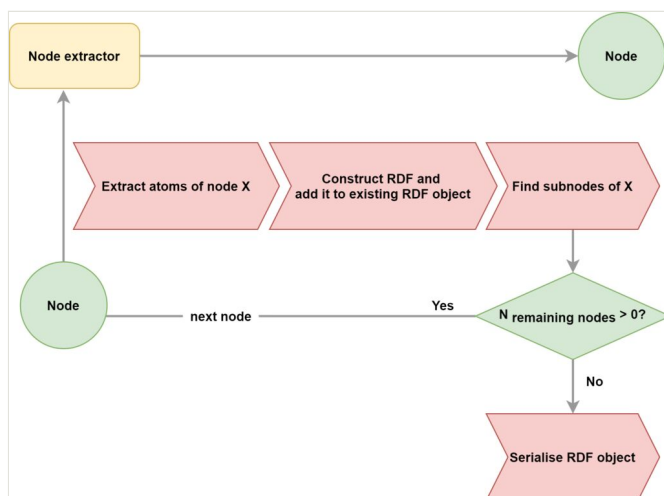 Node extractor
Node
Extract atoms of node X
Construct RDF and
add it to existing RDF object
Find subnodes of X
Node
next node
Yes
N remaining nodes > 0?
No
Serialise RDF object